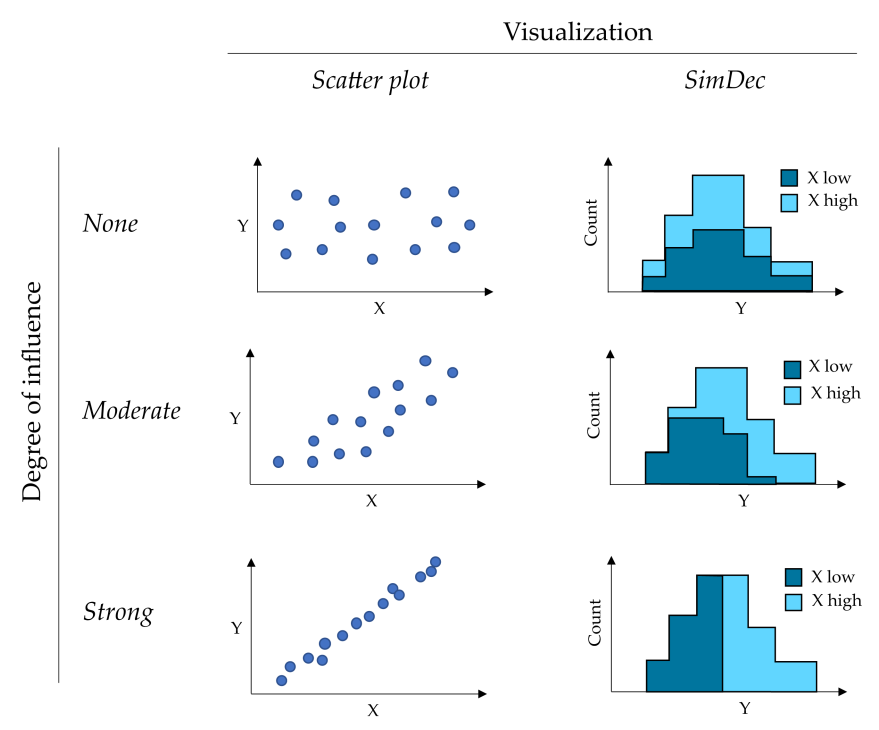 Visualization
Scatter plot
SimDec
Degree of influence
None
Y
X
Count
Y
X low
X high
Moderate
Y
X
Count
Y
X low
X high
Strong
Y
X
Count
Y
X low
X high